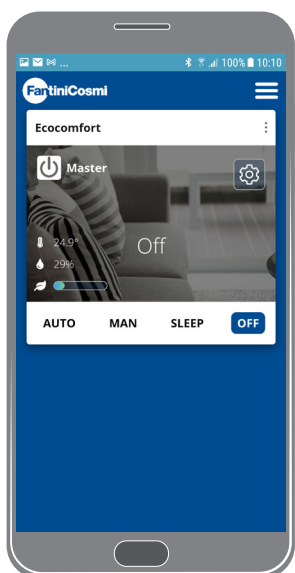 ... 100% 10:10
FantiniCosmi
Ecocomfort
Master
24.9°
Off
29%
AUTO MAN SLEEP OFF